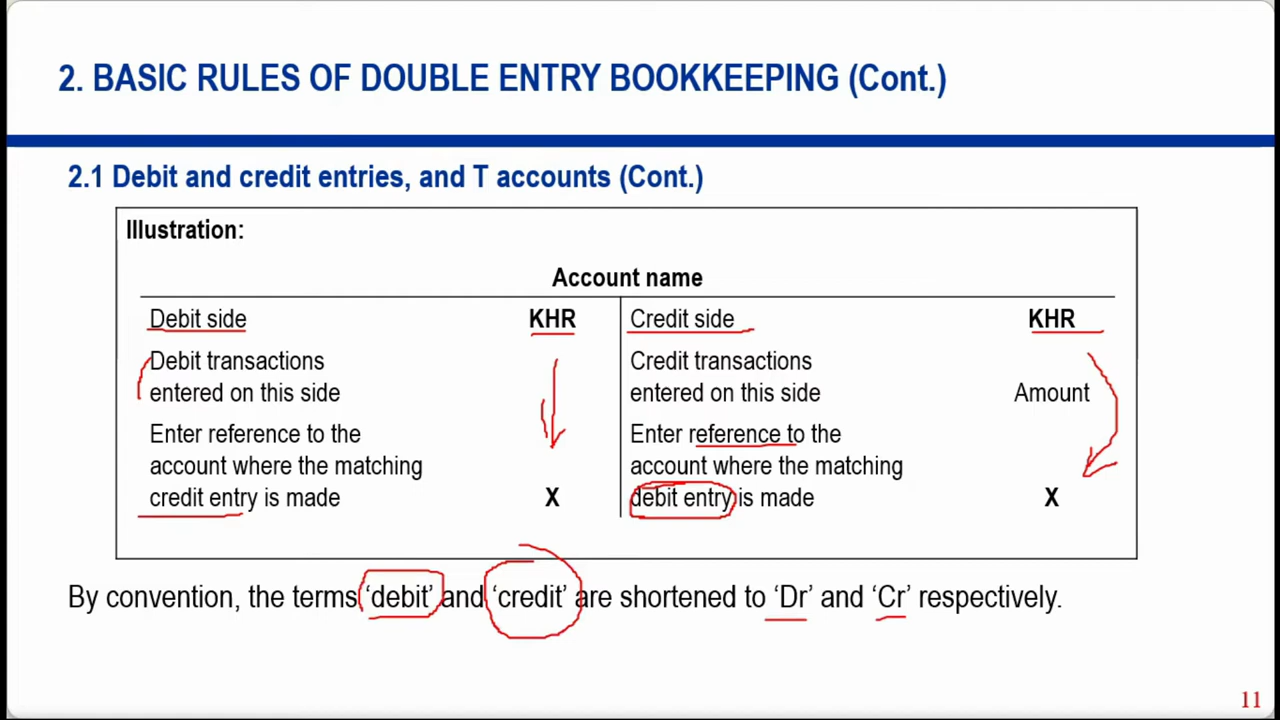 2. BASIC RULES OF DOUBLE ENTRY BOOKKEEPING (Cont.)
2.1 Debit and credit entries, and T accounts (Cont.)
Illustration:
Account name
Debit side KHR Credit side KHR
Debit transactions Credit transactions
entered on this side entered on this side Amount
Enter reference to the Enter reference to the
account where the matching account where the matching
credit entry is made X debit entry is made X
By convention, the terms ‘debit’ and ‘credit’ are shortened to ‘Dr’ and ‘Cr’ respectively.
11